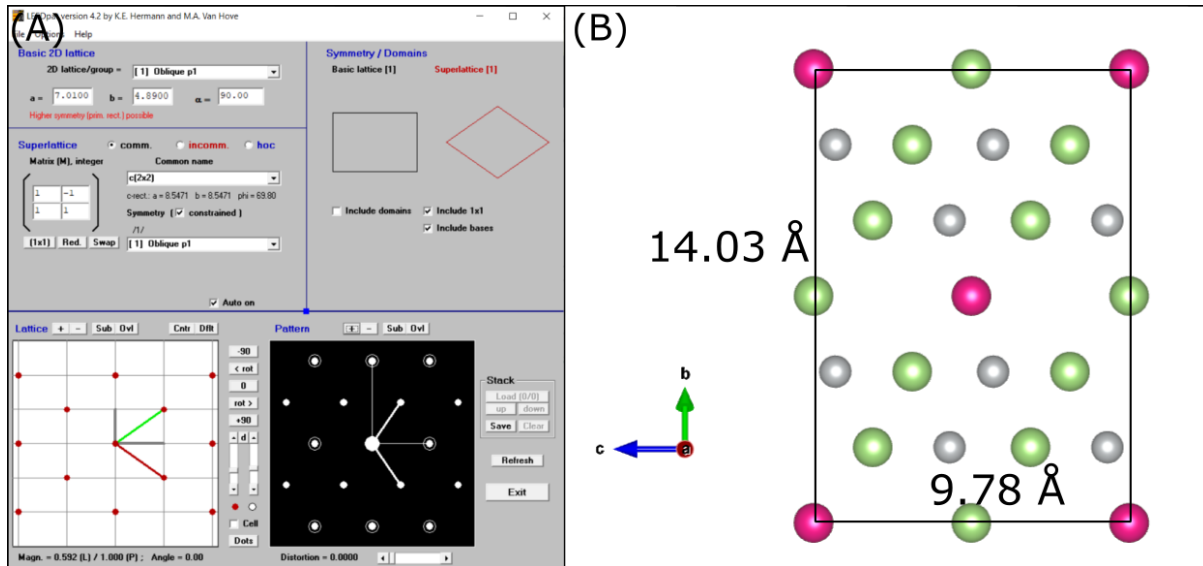 (A)
LEEDpat version 4.2 by K.E. Hermann and M.A. Van Hove
File Options Help
Basic 2D lattice
2D lattice/group = [ 1] Oblique p1
a = 7.0100 b = 4.8900 α = 90.00
Higher symmetry (prim. rect.) possible
Superlattice comm. incomm. hoc
Matrix (M), integer Common name
1 -1
1 1
c(2x2)
c-rect.: a = 8.5471 b = 8.5471 phi = 69.80
Symmetry ( constrained )
/1/
(1x1) Red. Swap [ 1] Oblique p1
Auto on
Symmetry / Domains
Basic lattice [1] Superlattice [1]
Include domains Include 1x1
Include bases
Lattice + - Sub Ovl Cntr Dflt
-90
< rot
0
rot >
+90
d
Cell
Dots
Magn. = 0.592 (L) / 1.000 (P) ; Angle = 0.00
Pattern + - Sub Ovl
Distortion = 0.0000
Stack
Load (0/0)
up down
Save Clear
Refresh
Exit
(B)
14.03 Å
b
c a
9.78 Å